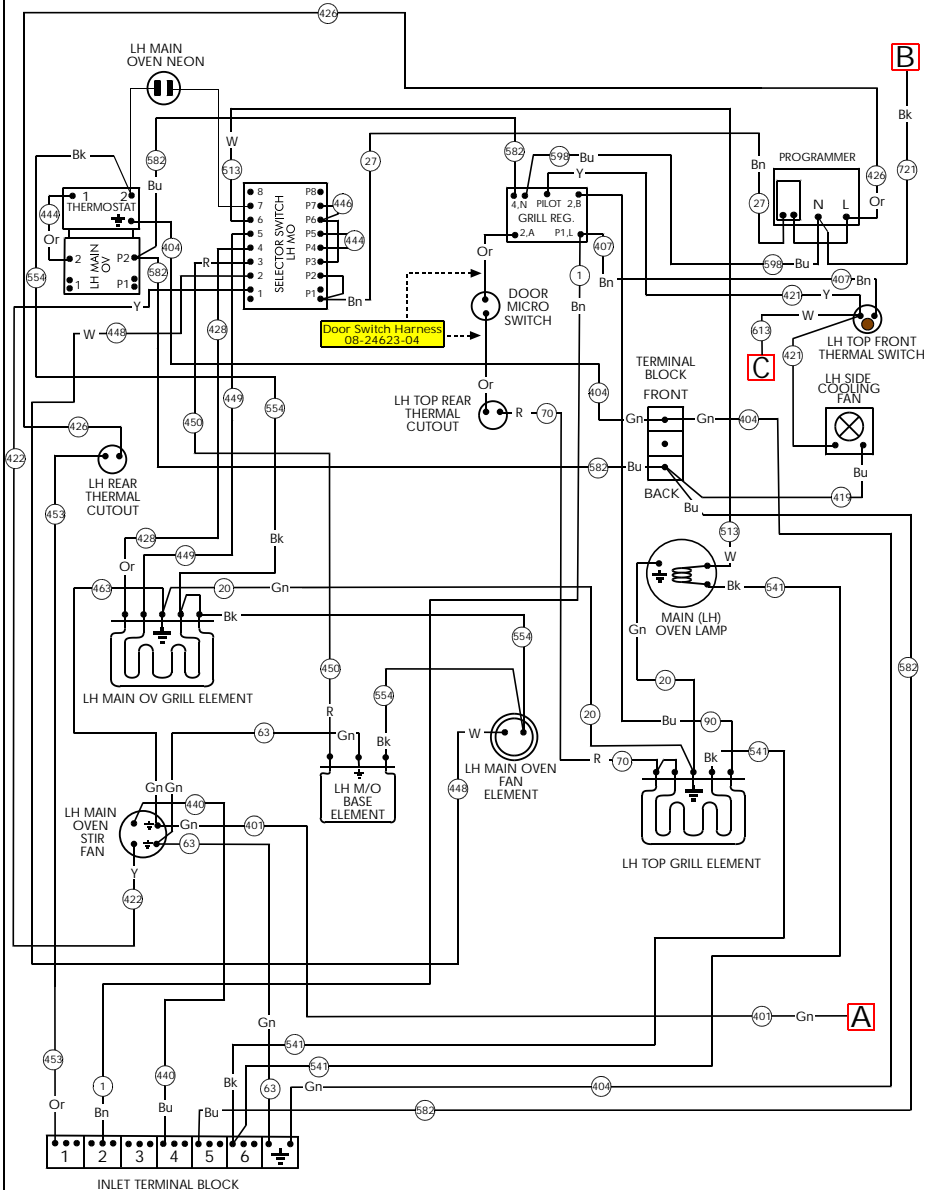 426
LH MAIN
OVEN NEON
B
Bk
W
582
513
27
582
598
Bu
Y
Bn
PROGRAMMER
426
721
Bk
Bu
1
THERMOSTAT
2
444
Or
2
1
LH MAIN
OV
P2
P1
404
582
554
8
7
6
5
4
3
2
1
SELECTOR SWITCH
LH MO
P8
P7
P6
P5
P4
P3
P2
P1
446
444
R
Bn
4,N
PILOT
2,B
GRILL REG.
2,A
P1,L
407
Or
1
Bn
Bn
27
N
L
Or
598
Bu
407
Bn
421
Y
Y
W
448
428
Door Switch Harness
08-24623-04
DOOR
MICRO
SWITCH
W
613
C
421
LH TOP FRONT
THERMAL SWITCH
TERMINAL
BLOCK
FRONT
LH SIDE
COOLING
FAN
Or
404
449
554
450
LH TOP REAR
THERMAL
CUTOUT
R
70
Gn
Gn
404
426
422
LH REAR
THERMAL
CUTOUT
453
582
Bu
BACK
Bu
Bu
419
428
449
Or
Bk
513
W
463
20
Gn
Bk
541
MAIN (LH)
OVEN LAMP
Bk
554
Gn
LH MAIN OV GRILL ELEMENT
450
554
582
20
R
20
63
Gn
Bk
W
LH MAIN OVEN
FAN
ELEMENT
Bu
90
R
70
Bk
541
Gn
Gn
440
LH M/O
BASE
ELEMENT
448
LH MAIN
OVEN
STIR
FAN
Gn
401
63
LH TOP GRILL ELEMENT
Y
422
Gn
401
Gn
A
453
541
541
440
Bk
63
Gn
404
1
Or
Bn
Bu
Bu
582
1
2
3
4
5
6
INLET TERMINAL BLOCK